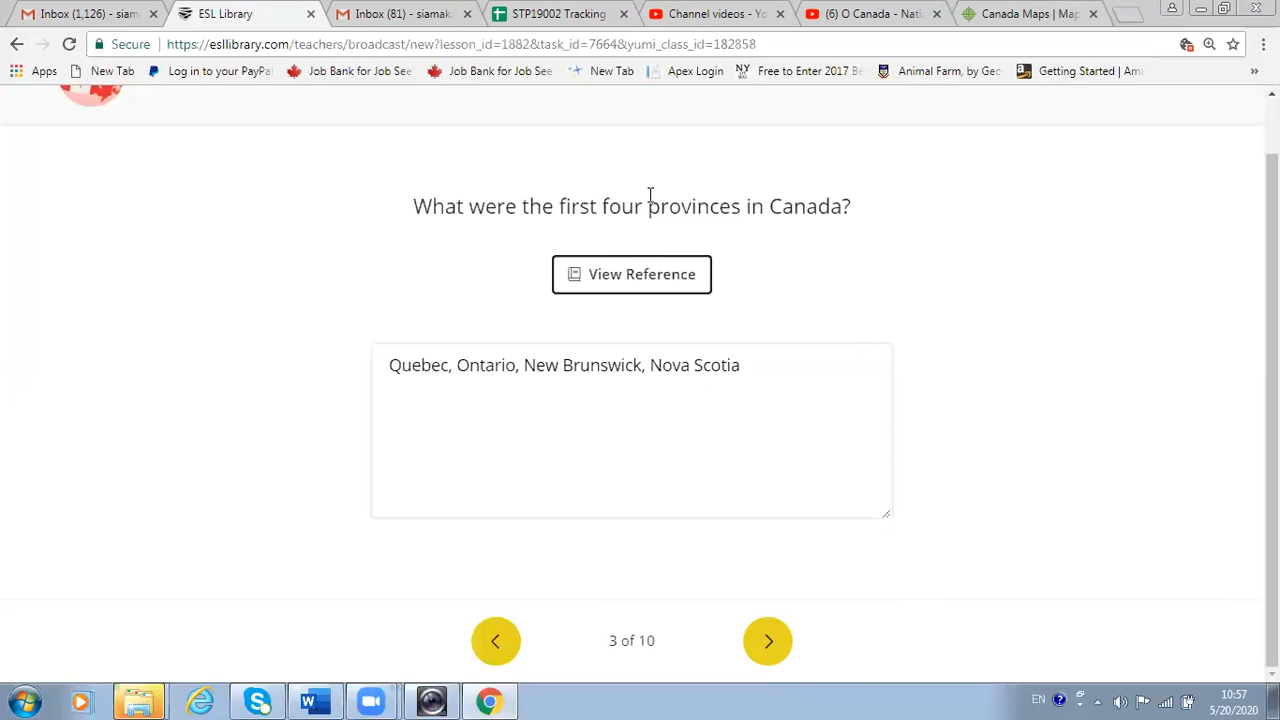 Inbox (1,126) - siam
ESL Library
Inbox (81) - siamak.
STP19002 Tracking
Channel videos - Yo
(6) O Canada - Nati
Canada Maps | Map
Secure
https://esllibrary.com/teachers/broadcast/new?lesson_id=1882&task_id=7664&yumi_class_id=182858
Apps
New Tab
Log in to your PayPa
Job Bank for Job See
Job Bank for Job See
New Tab
Apex Login
NY
Free to Enter 2017 Be
Animal Farm, by Geo
Getting Started | Ama
»
What were the first four provinces in Canada?
View Reference
Quebec, Ontario, New Brunswick, Nova Scotia
3 of 10
EN
10:57
5/20/2020